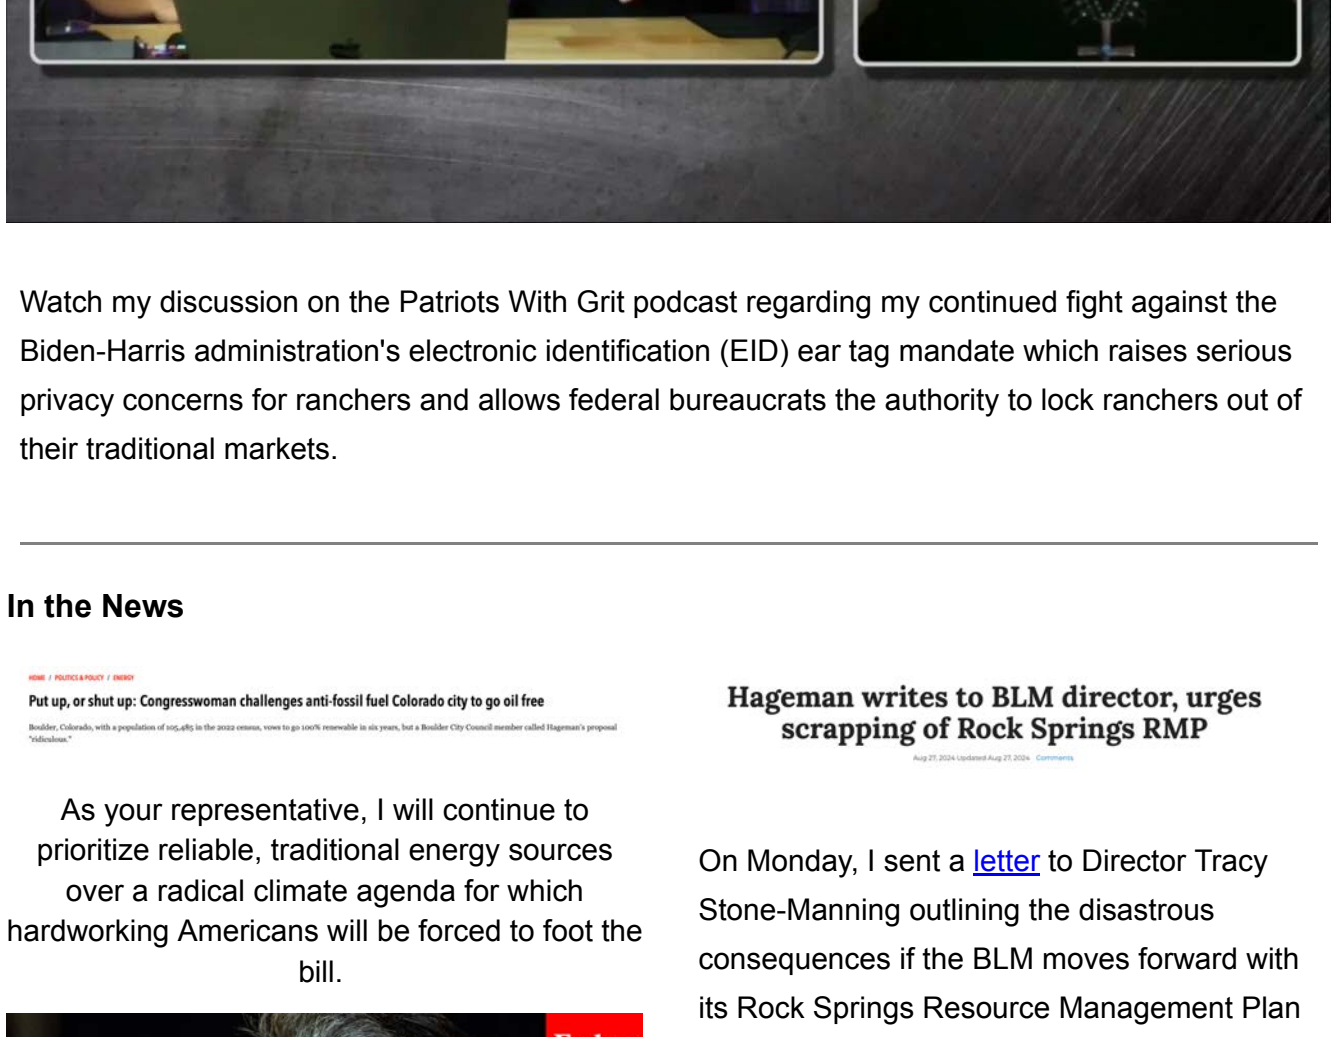 Watch my discussion on the Patriots With Grit podcast regarding my continued fight against the
Biden-Harris administration's electronic identification (EID) ear tag mandate which raises serious
privacy concerns for ranchers and allows federal bureaucrats the authority to lock ranchers out of
their traditional markets.
In the News
HOME / POLITICS & POLICY / ENERGY
Put up, or shut up: Congresswoman challenges anti-fossil fuel Colorado city to go oil free
Boulder, Colorado, with a population of 105,485 in the 2022 census, vows to go 100% renewable in six years, but a Boulder City Council member called Hageman's proposal
"ridiculous."
As your representative, I will continue to
prioritize reliable, traditional energy sources
over a radical climate agenda for which
hardworking Americans will be forced to foot the
bill.
Hageman writes to BLM director, urges
scrapping of Rock Springs RMP
Aug 27, 2024 Updated Aug 27, 2024 Comments
On Monday, I sent a letter to Director Tracy
Stone-Manning outlining the disastrous
consequences if the BLM moves forward with
its Rock Springs Resource Management Plan